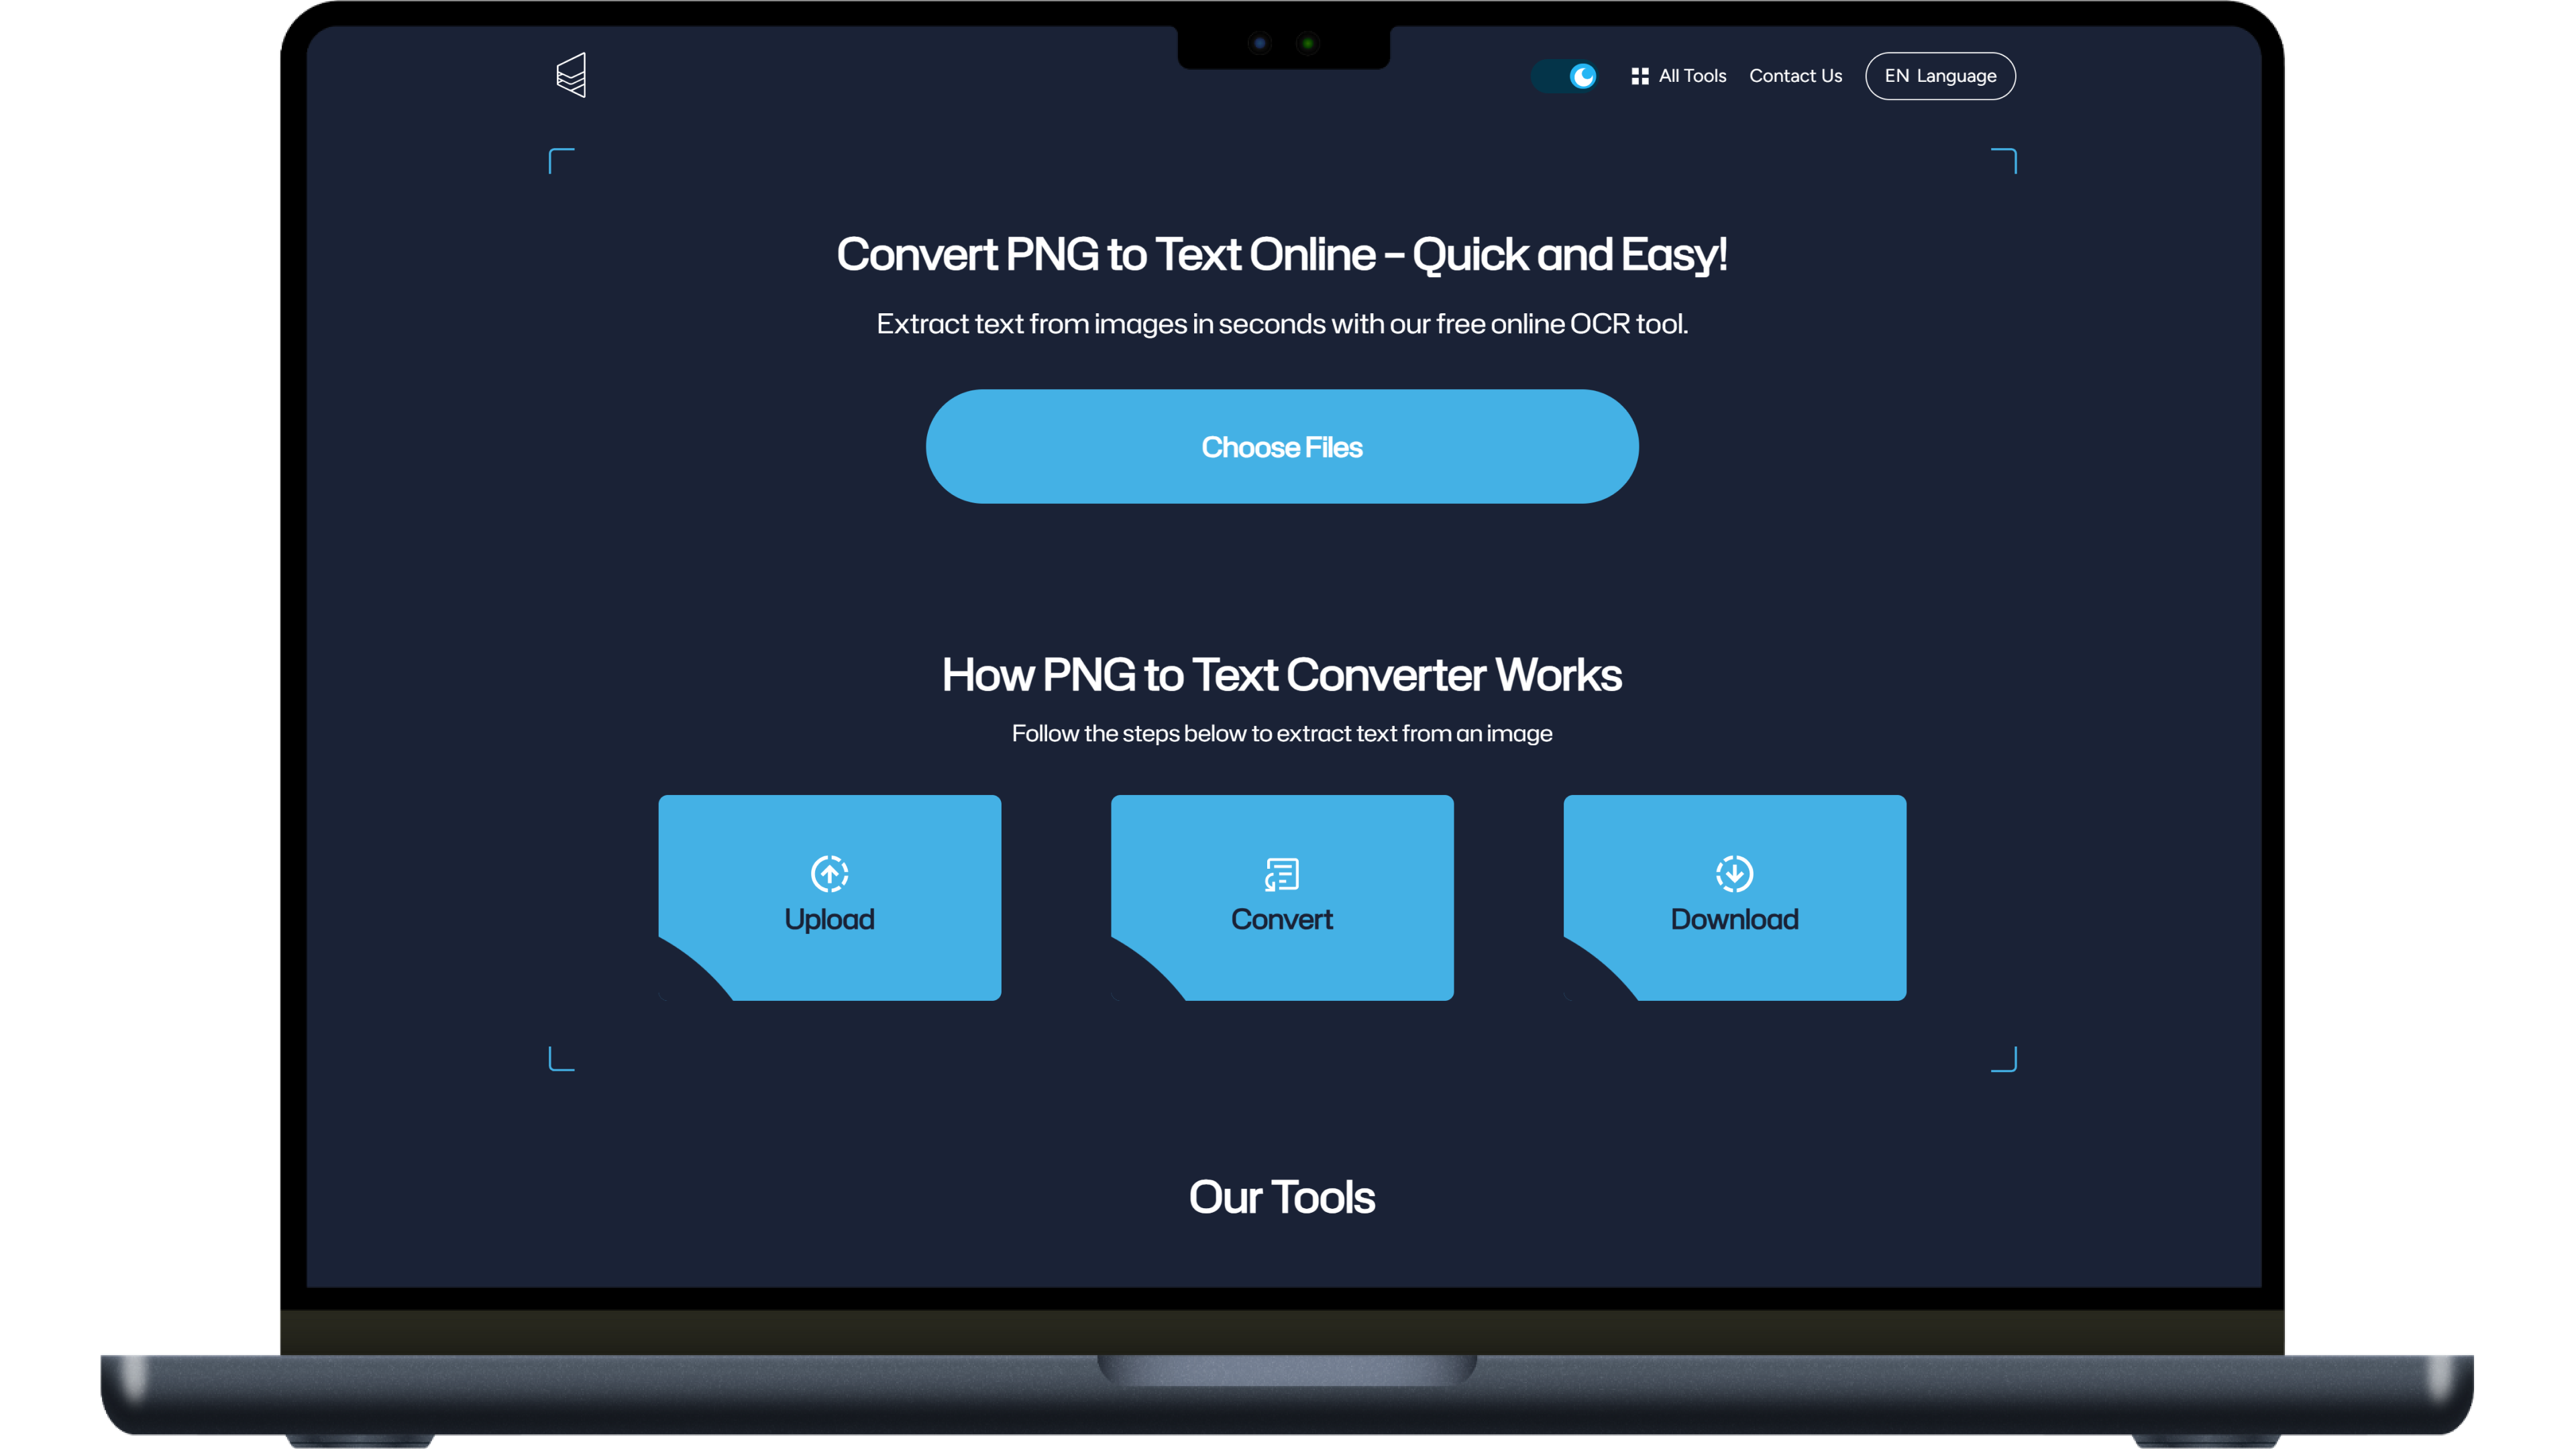 All Tools
Contact Us
EN Language
Convert PNG to Text Online – Quick and Easy!
Extract text from images in seconds with our free online OCR tool.
Choose Files
How PNG to Text Converter Works
Follow the steps below to extract text from an image
Upload
Convert
Download
Our Tools